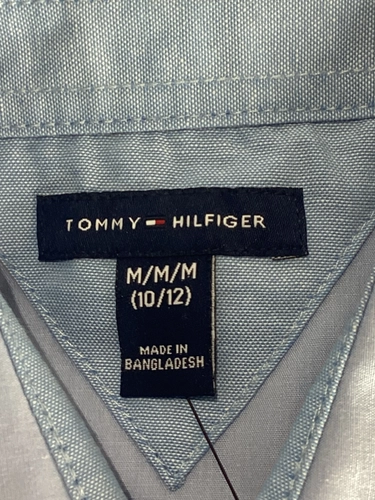 TOMMY HILFIGER
M/M/M
(10/12)
MADE IN
BANGLADESH